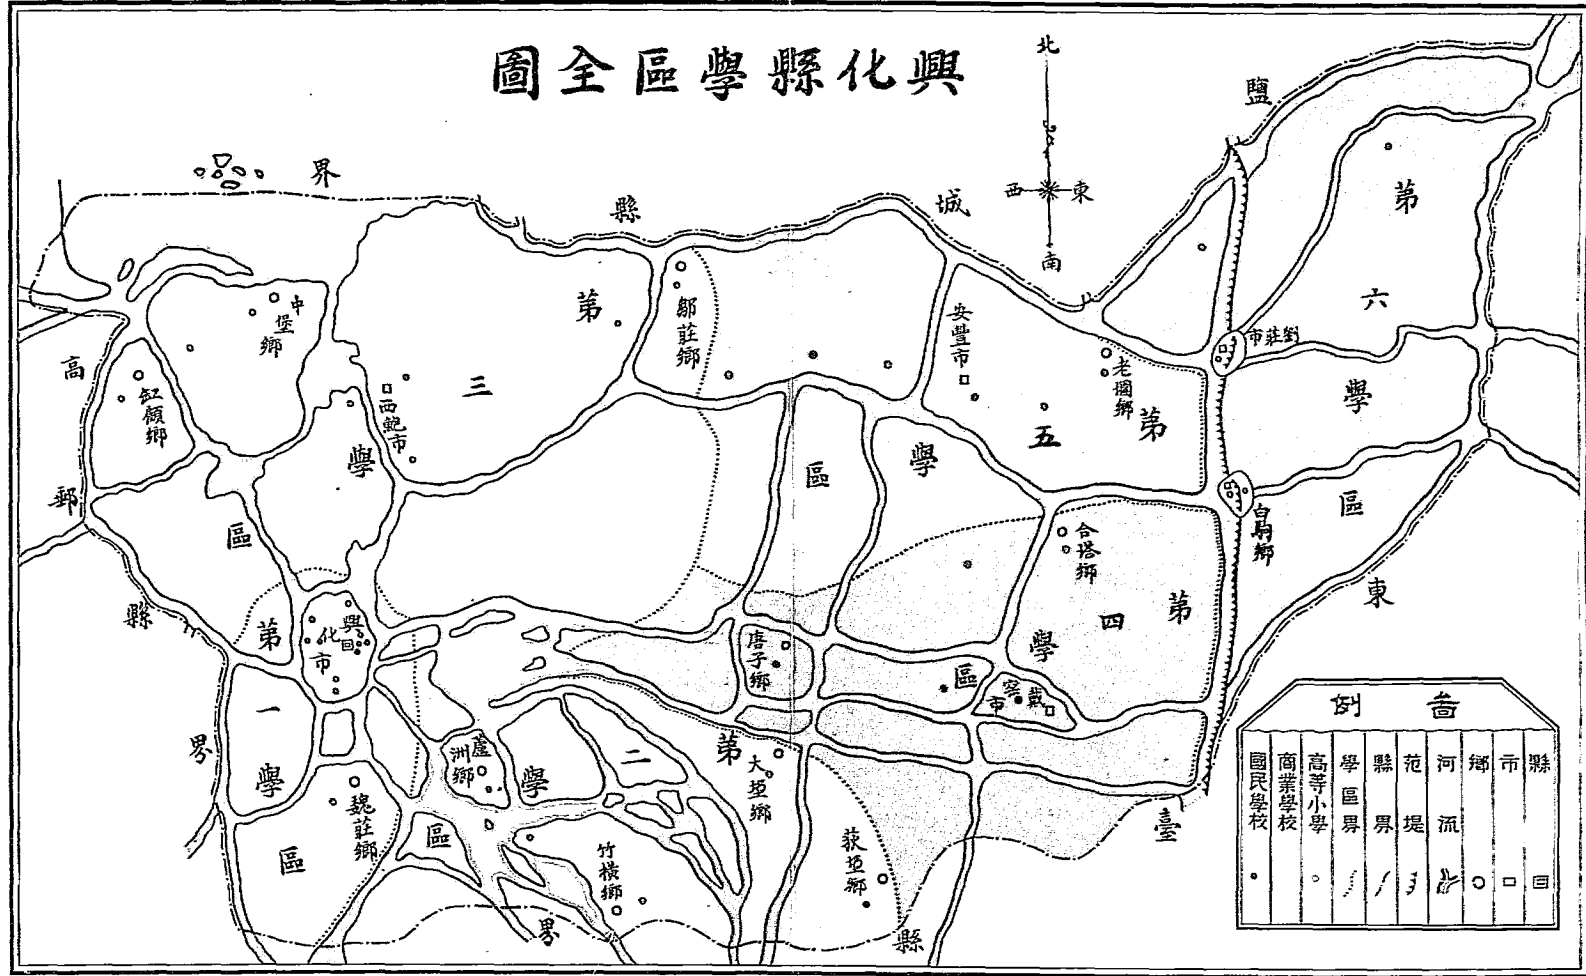 興化縣學區全圖
北
東
西
南
鹽
城
縣
界
高
郵
縣
界
東
臺
縣
界
第一學區
第二學區
第三學區
第四學區
第五學區
第六學區
中堡鄉
缸顧鄉
西鮑市
鄔莊鄉
安豐市
老圩鄉
劉莊市
白駒鄉
合塔鄉
戴窑市
唐子鄉
興化市
蘆洲鄉
魏莊鄉
竹橫鄉
大垛鄉
荻垛鄉
圖例
縣
市
鄉
河流
范堤
縣界
學區界
高等小學
商業學校
國民學校